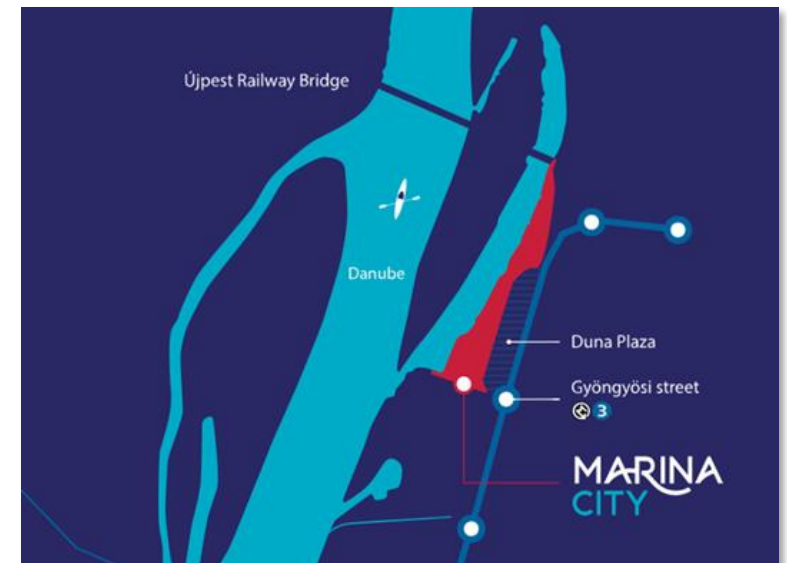 Újpest Railway Bridge
Danube
Duna Plaza
Gyöngyösi street
3
MARINA
CITY